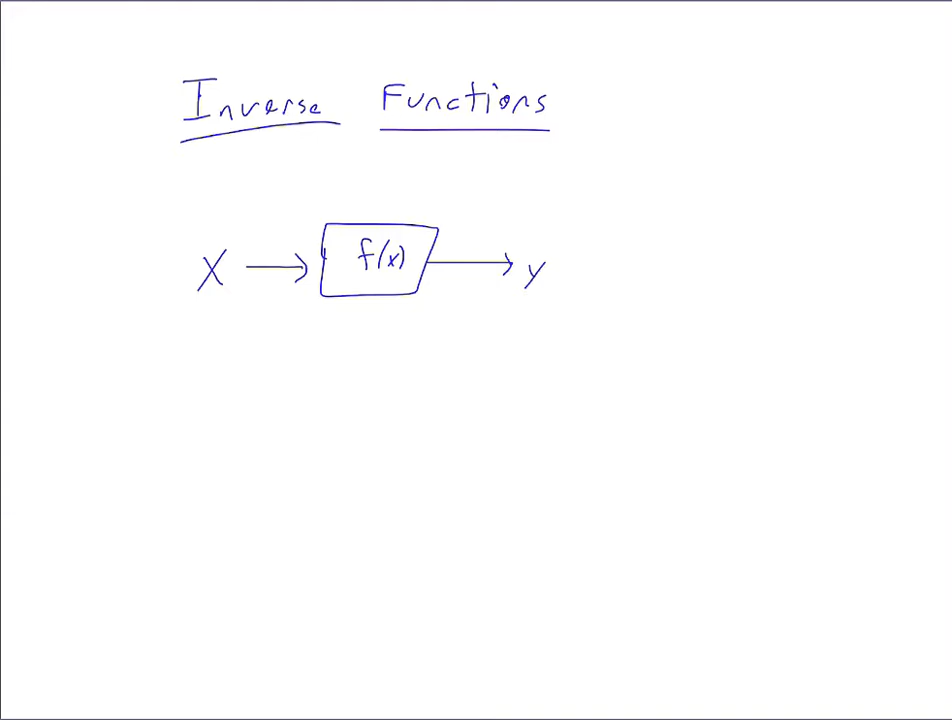 Inverse Functions
X → f(x) → y